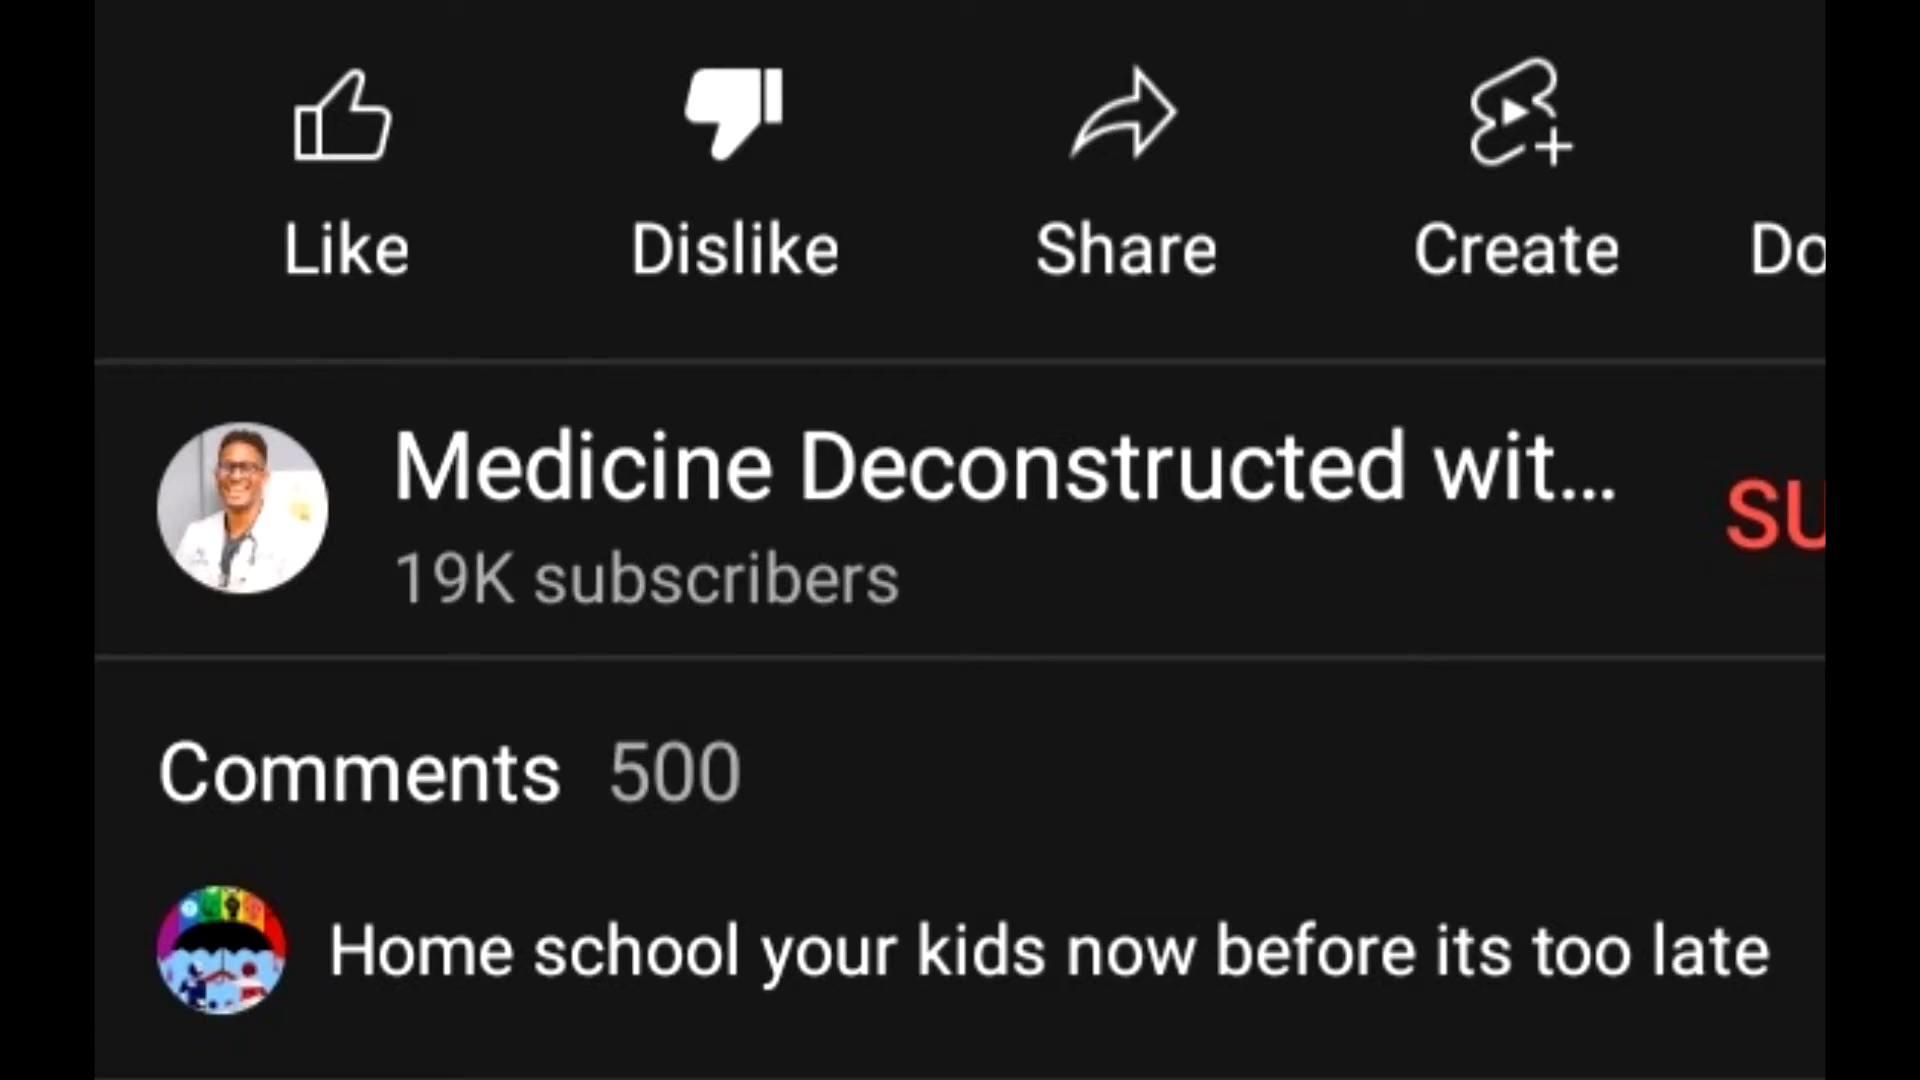 Like Dislike Share Create Do
Medicine Deconstructed wit...
SU
19K subscribers
Comments 500
Home school your kids now before its too late